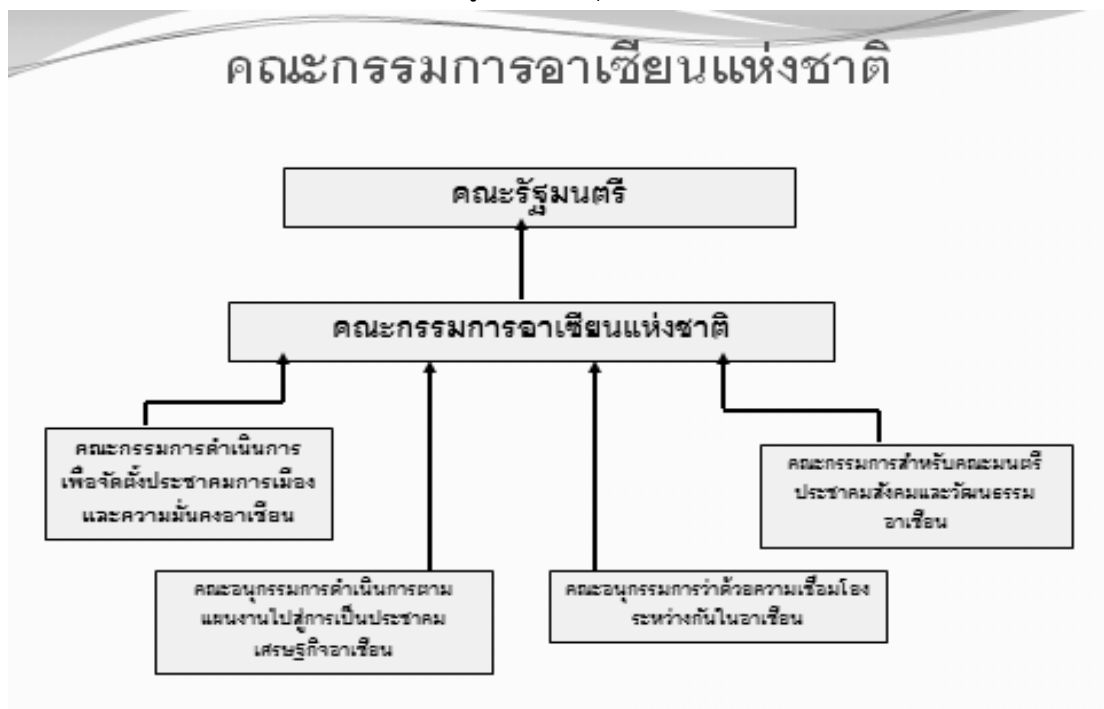 คณะกรรมการอาเซียนแห่งชาติ
คณะรัฐมนตรี
คณะกรรมการอาเซียนแห่งชาติ
คณะกรรมการดำเนินการ
เพื่อจัดตั้งประชาคมการเมือง
และความมั่นคงอาเซียน
คณะกรรมการสำหรับคณะมนตรี
ประชาคมสังคมและวัฒนธรรม
อาเซียน
คณะอนุกรรมการดำเนินการตาม
แผนงานไปสู่การเป็นประชาคม
เศรษฐกิจอาเซียน
คณะอนุกรรมการว่าด้วยความเชื่อมโยง
ระหว่างกันในอาเซียน